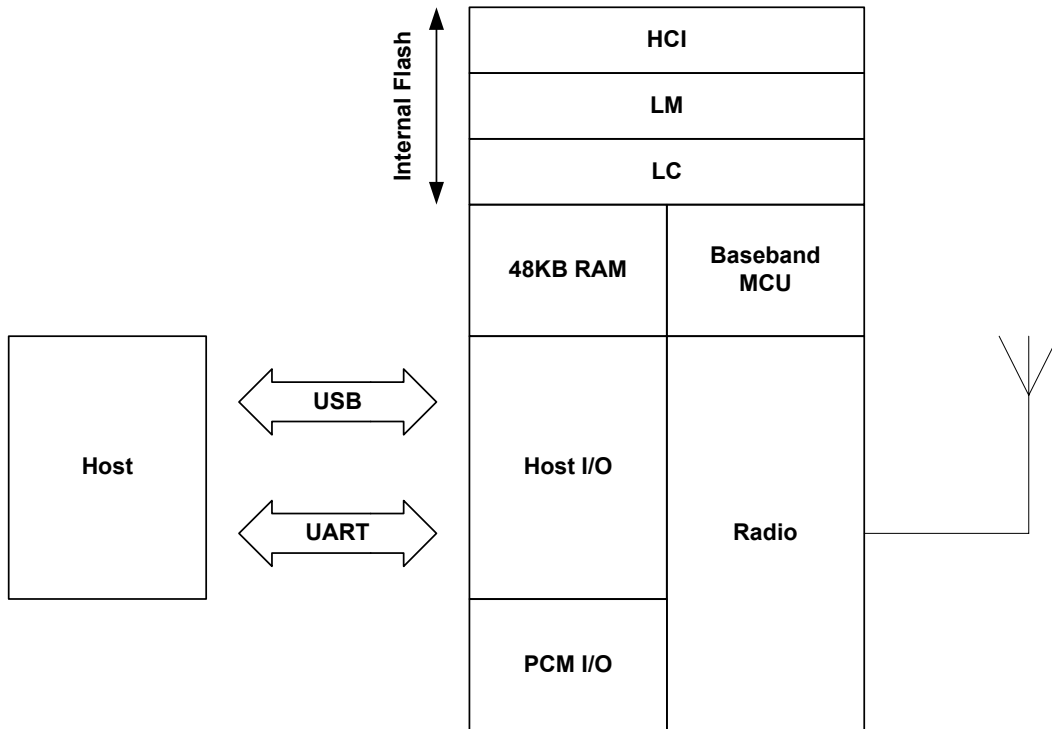 Internal Flash
HCI
LM
LC
48KB RAM
Baseband
MCU
Host
USB
UART
Host I/O
Radio
PCM I/O